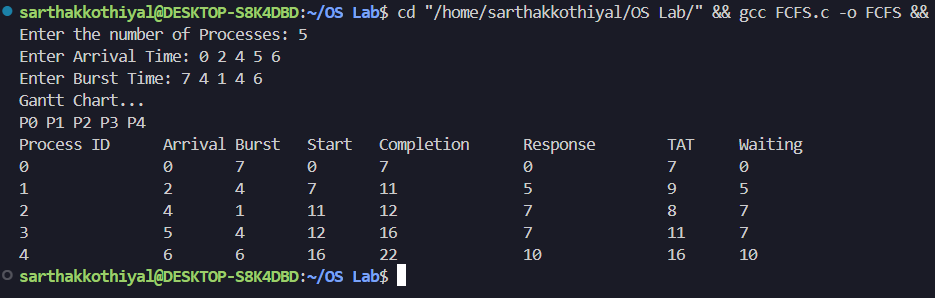 sarthakkothiyal@DESKTOP-S8K4DBD:~/OS Lab$ cd "/home/sarthakkothiyal/OS Lab/" && gcc FCFS.c -o FCFS &&
Enter the number of Processes: 5
Enter Arrival Time: 0 2 4 5 6
Enter Burst Time: 7 4 1 4 6
Gantt Chart...
P0 P1 P2 P3 P4
Process ID Arrival Burst Start Completion Response TAT Waiting
0 0 7 0 7 0 7 0
1 2 4 7 11 5 9 5
2 4 1 11 12 7 8 7
3 5 4 12 16 7 11 7
4 6 6 16 22 10 16 10
sarthakkothiyal@DESKTOP-S8K4DBD:~/OS Lab$